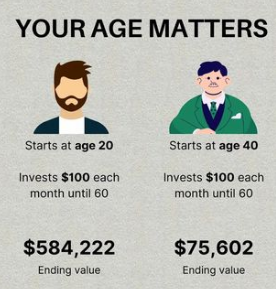 YOUR AGE MATTERS
Starts at age 20
Starts at age 40
Invests $100 each
month until 60
Invests $100 each
month until 60
$584,222
Ending value
$75,602
Ending value